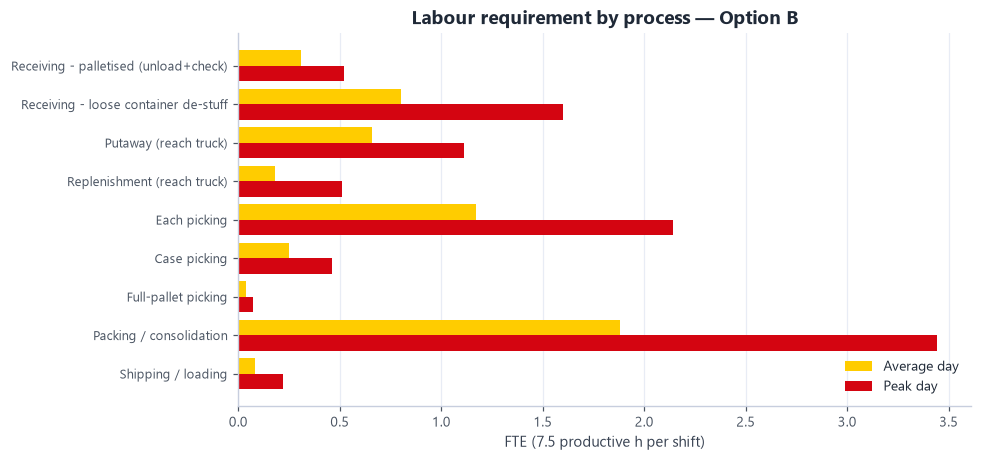 Labour requirement by process — Option B
Receiving - palletised (unload+check)
Receiving - loose container de-stuff
Putaway (reach truck)
Replenishment (reach truck)
Each picking
Case picking
Full-pallet picking
Packing / consolidation
Shipping / loading
Average day
Peak day
0.0 0.5 1.0 1.5 2.0 2.5 3.0 3.5
FTE (7.5 productive h per shift)